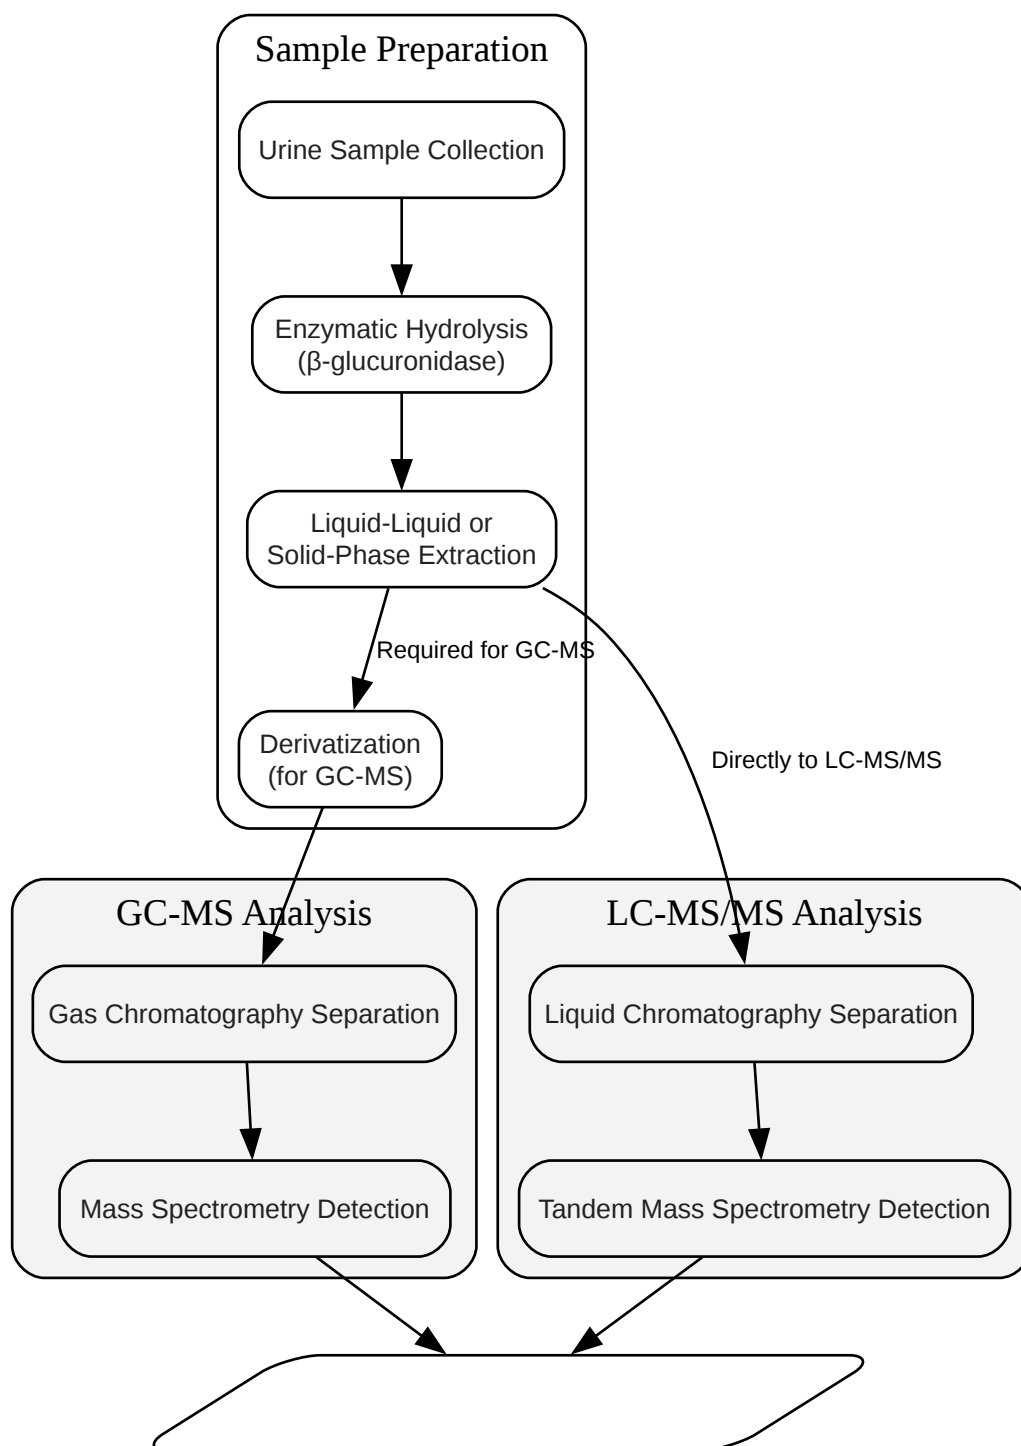 Sample Preparation
Urine Sample Collection
Enzymatic Hydrolysis
(β-glucuronidase)
Liquid-Liquid or
Solid-Phase Extraction
Required for GC-MS
Derivatization
(for GC-MS)
Directly to LC-MS/MS
GC-MS Analysis
Gas Chromatography Separation
Mass Spectrometry Detection
LC-MS/MS Analysis
Liquid Chromatography Separation
Tandem Mass Spectrometry Detection